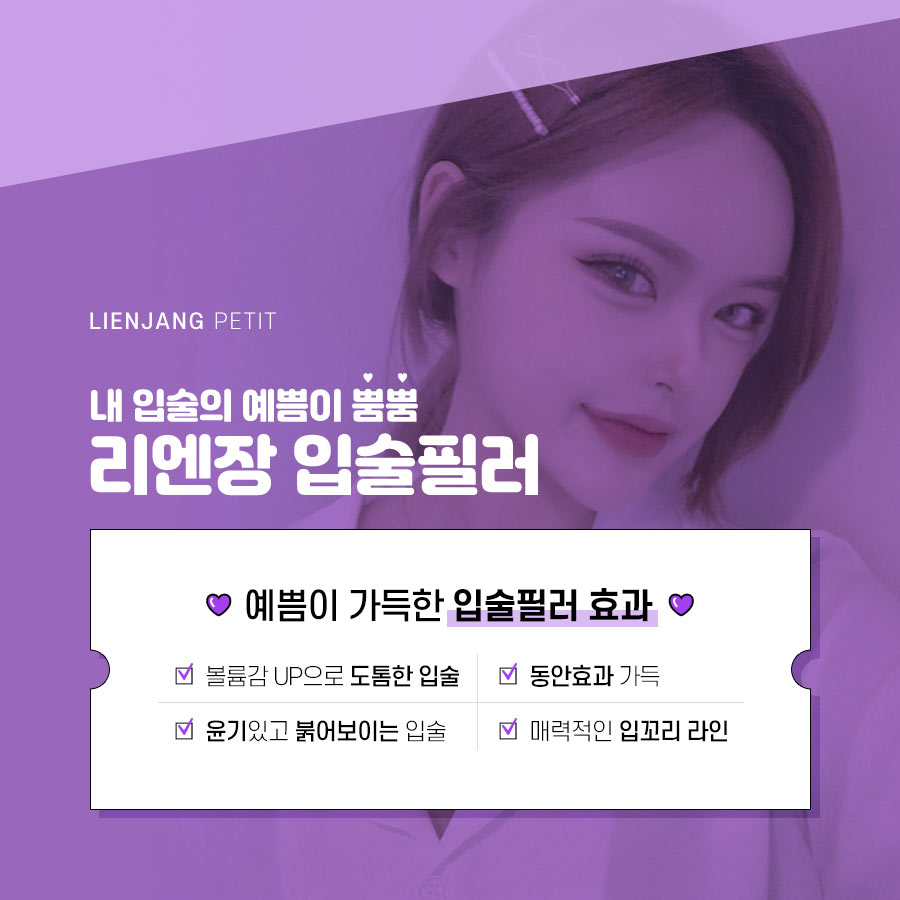 LIENJANG PETIT
내 입술의 예쁨이 뿜뿜
리엔장 입술필러
예쁨이 가득한 입술필러 효과
볼륨감 UP으로 도톰한 입술
동안효과 가득
윤기있고 붉어보이는 입술
매력적인 입꼬리 라인